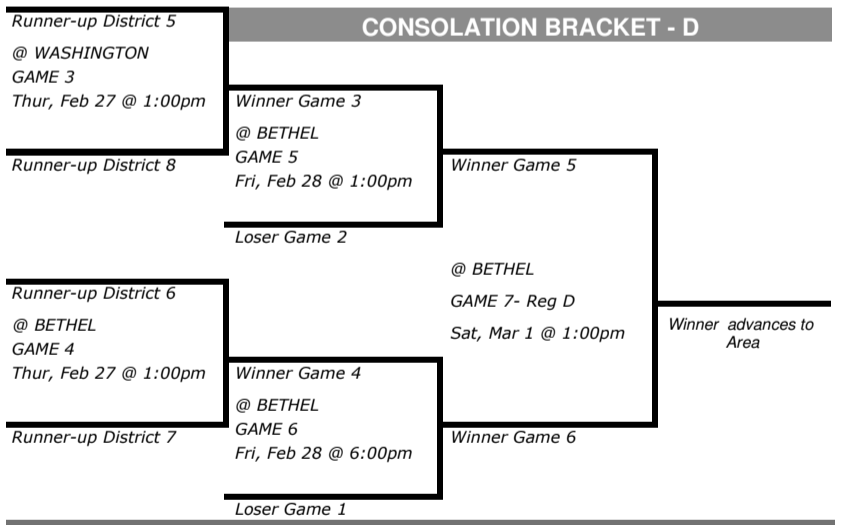 CONSOLATION BRACKET - D
Runner-up District 5
@ WASHINGTON
GAME 3
Thur, Feb 27 @ 1:00pm
Runner-up District 8
Winner Game 3
@ BETHEL
GAME 5
Fri, Feb 28 @ 1:00pm
Loser Game 2
Runner-up District 6
@ BETHEL
GAME 4
Thur, Feb 27 @ 1:00pm
Runner-up District 7
Winner Game 4
@ BETHEL
GAME 6
Fri, Feb 28 @ 6:00pm
Loser Game 1
Winner Game 5
@ BETHEL
GAME 7- Reg D
Sat, Mar 1 @ 1:00pm
Winner Game 6
Winner advances to
Area